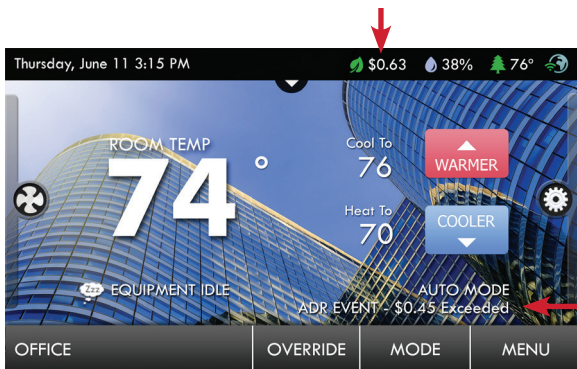 Thursday, June 11 3:15 PM $0.63 38% 76°
ROOM TEMP
74°
Cool To
76
WARMER
Heat To
70
COOLER
Zzz EQUIPMENT IDLE
AUTO MODE
ADR EVENT - $0.45 Exceeded
OFFICE OVERRIDE MODE MENU